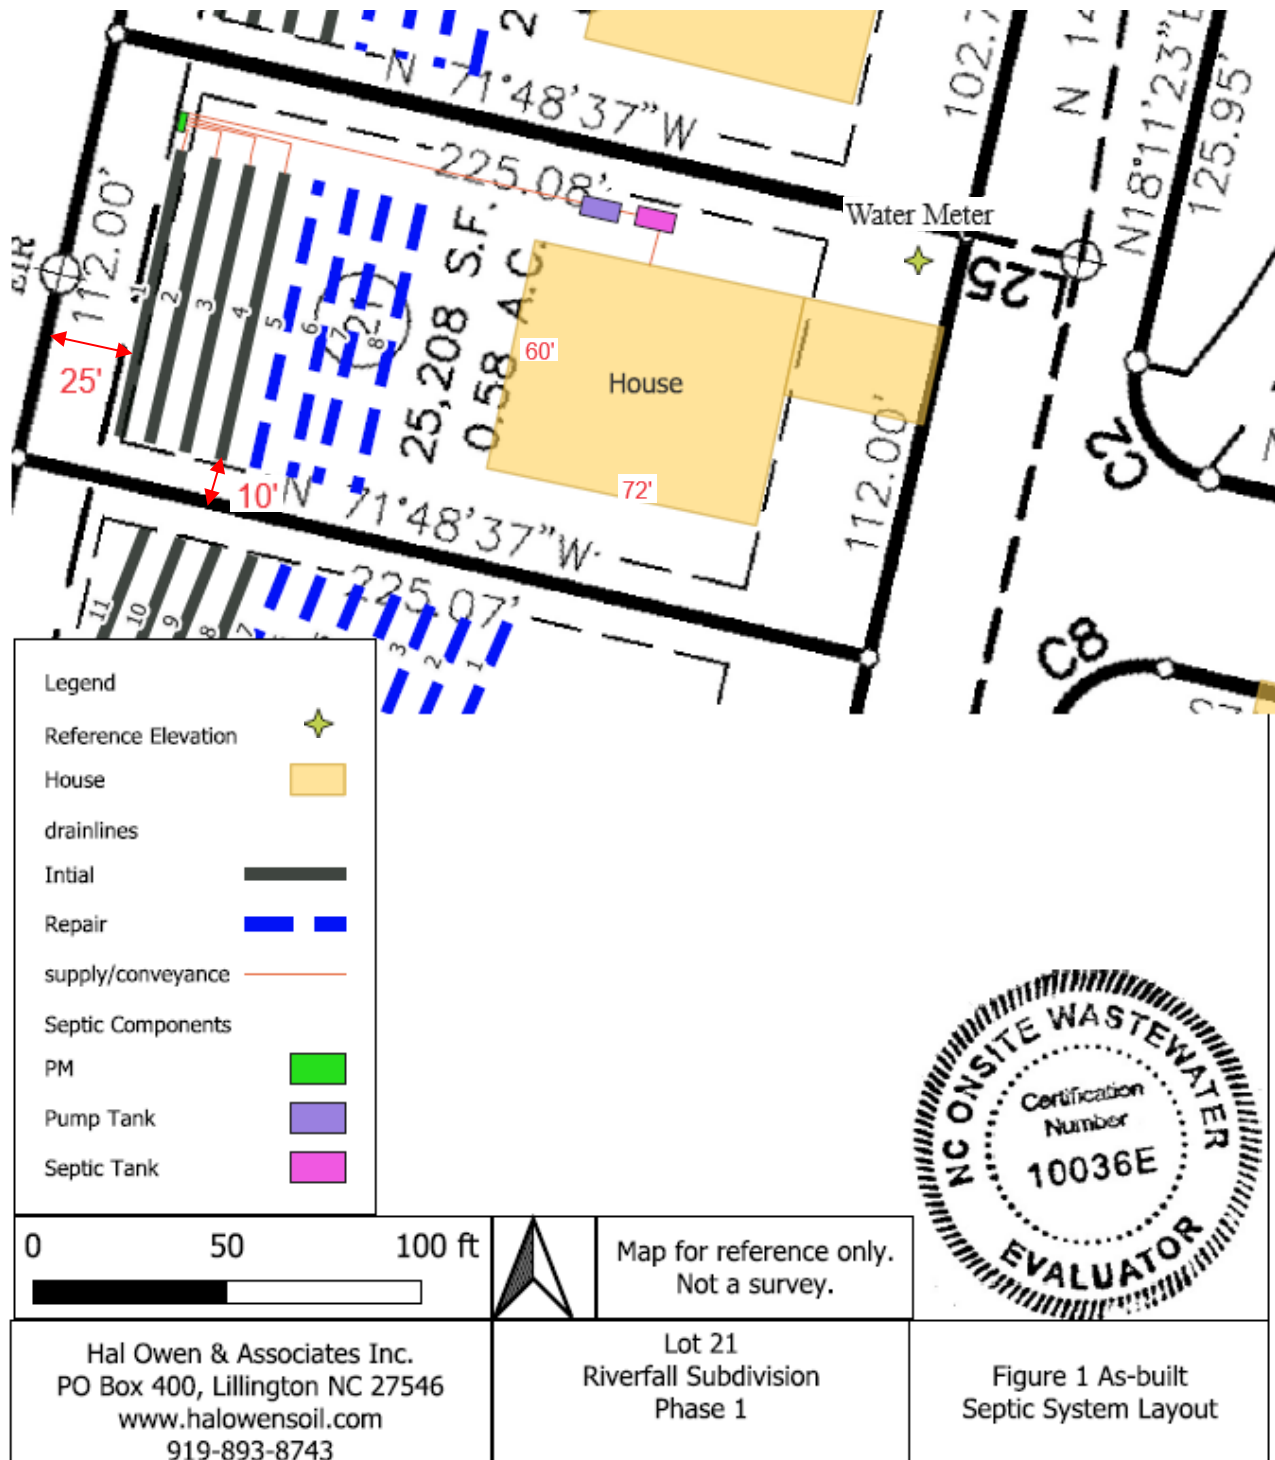 N 71°48'37"W
225.08'
102.7
N 14
N18°11'23"E
125.95'
Water Meter
L25
EIR
112.00'
25'
1
2
3
4
5
6
7
8
21
25,208 S.F.
0.58 A.C.
60'
House
72'
112.00'
C2
10'
N 71°48'37"W
225.07'
C8
11
10
9
8
7
3
2
1
Legend
Reference Elevation
House
drainlines
Intial
Repair
supply/conveyance
Septic Components
PM
Pump Tank
Septic Tank
NC ONSITE WASTEWATER
EVALUATOR
Certification
Number
10036E
0 50 100 ft
Map for reference only.
Not a survey.
Hal Owen & Associates Inc.
PO Box 400, Lillington NC 27546
www.halowensoil.com
919-893-8743
Lot 21
Riverfall Subdivision
Phase 1
Figure 1 As-built
Septic System Layout